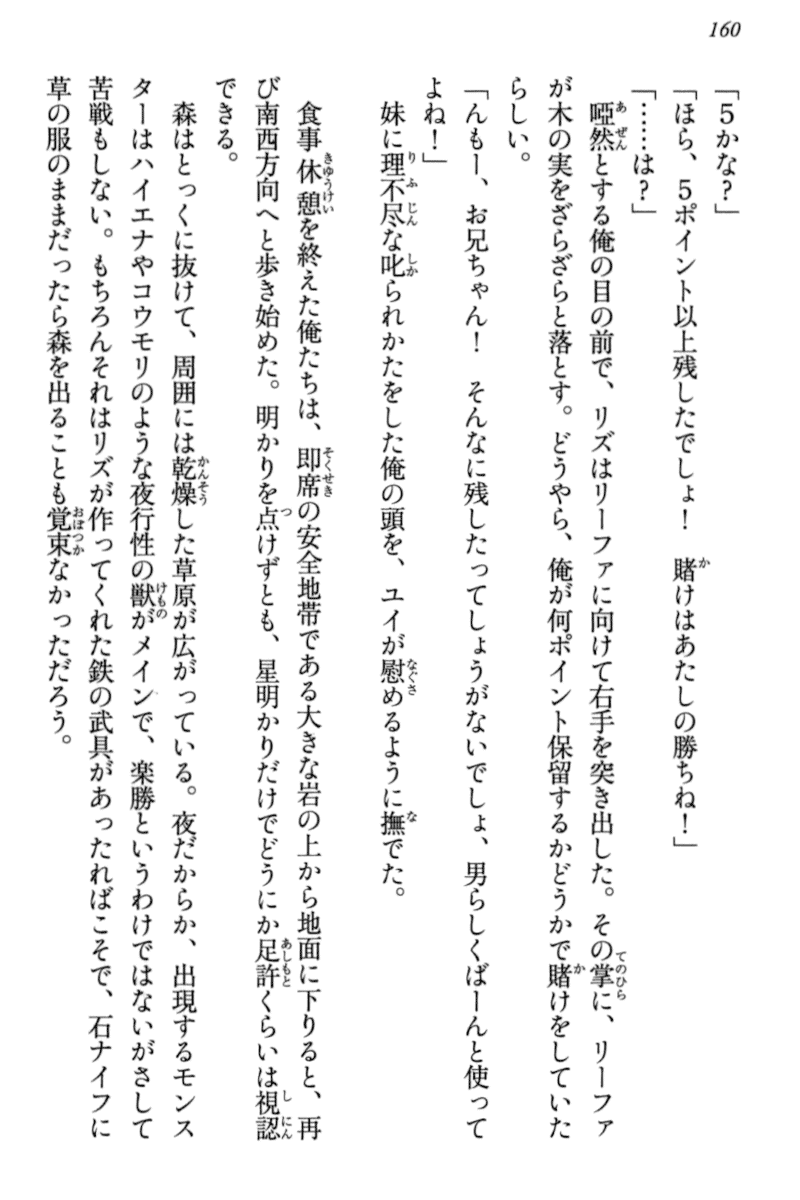 160
「5かな?」
「ほら、5ポイント以上残したでしょ! 賭けはあたしの勝ちね!」
「……は?」
唖然とする俺の目の前で、リズはリーファに向けて右手を突き出した。その掌に、リーファ
が木の実をざらざらと落とす。どうやら、俺が何ポイント保留するかどうかで賭けをしていた
らしい。
「んもー、お兄ちゃん! そんなに残したってしょうがないでしょ、男らしくばーんと使って
よね!」
妹に理不尽な叱られかたをした俺の頭を、ユイが慰めるように撫でた。
食事休憩を終えた俺たちは、即席の安全地帯である大きな岩の上から地面に下りると、再
び南西方向へと歩き始めた。明かりを点けずとも、星明かりだけでどうにか足許くらいは視認
できる。
森はとっくに抜けて、周囲には乾燥した草原が広がっている。夜だからか、出現するモンス
ターはハイエナやコウモリのような夜行性の獣がメインで、楽勝というわけではないがさして
苦戦もしない。もちろんそれはリズが作ってくれた鉄の武具があったればこそで、石ナイフに
草の服のままだったら森を出ることも覚束なかっただろう。